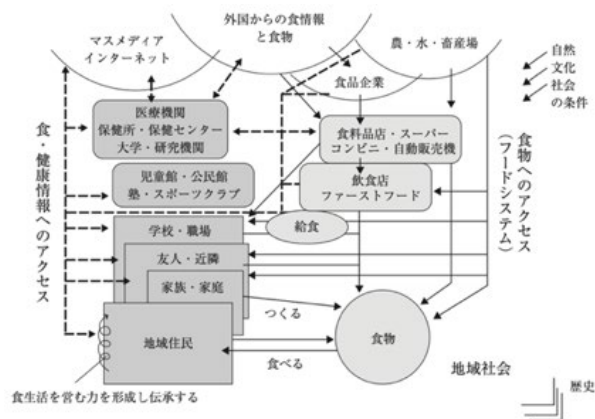 外国からの食情報
と食物
マスメディア
インターネット
農・水・畜産場
食品企業
自然
文化
社会
の条件
医療機関
保健所・保健センター
大学・研究機関
食料品店・スーパー
コンビニ・自動販売機
児童館・公民館
塾・スポーツクラブ
飲食店
ファーストフード
給食
学校・職場
友人・近隣
家族・家庭
地域住民
つくる
食べる
食物
地域社会
食・健康情報へのアクセス
食物へのアクセス
(フードシステム)
食生活を営む力を形成し伝承する
歴史